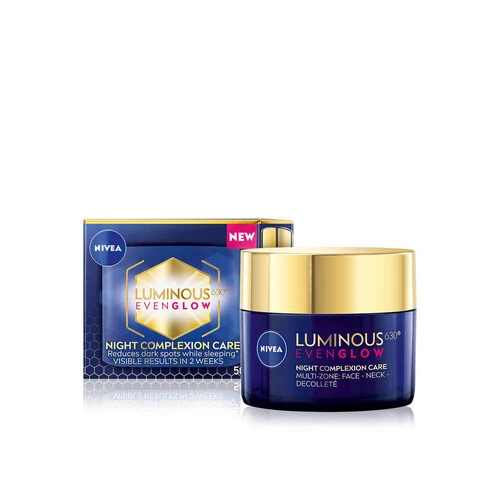 NEW
NIVEA
LUMINOUS630®
EVENGLOW
NIGHT COMPLEXION CARE
Reduces dark spots while sleeping*
VISIBLE RESULTS IN 2 WEEKS
NIVEA
LUMINOUS630®
EVENGLOW
NIGHT COMPLEXION CARE
MULTI-ZONE: FACE - NECK -
DECOLLETÉ